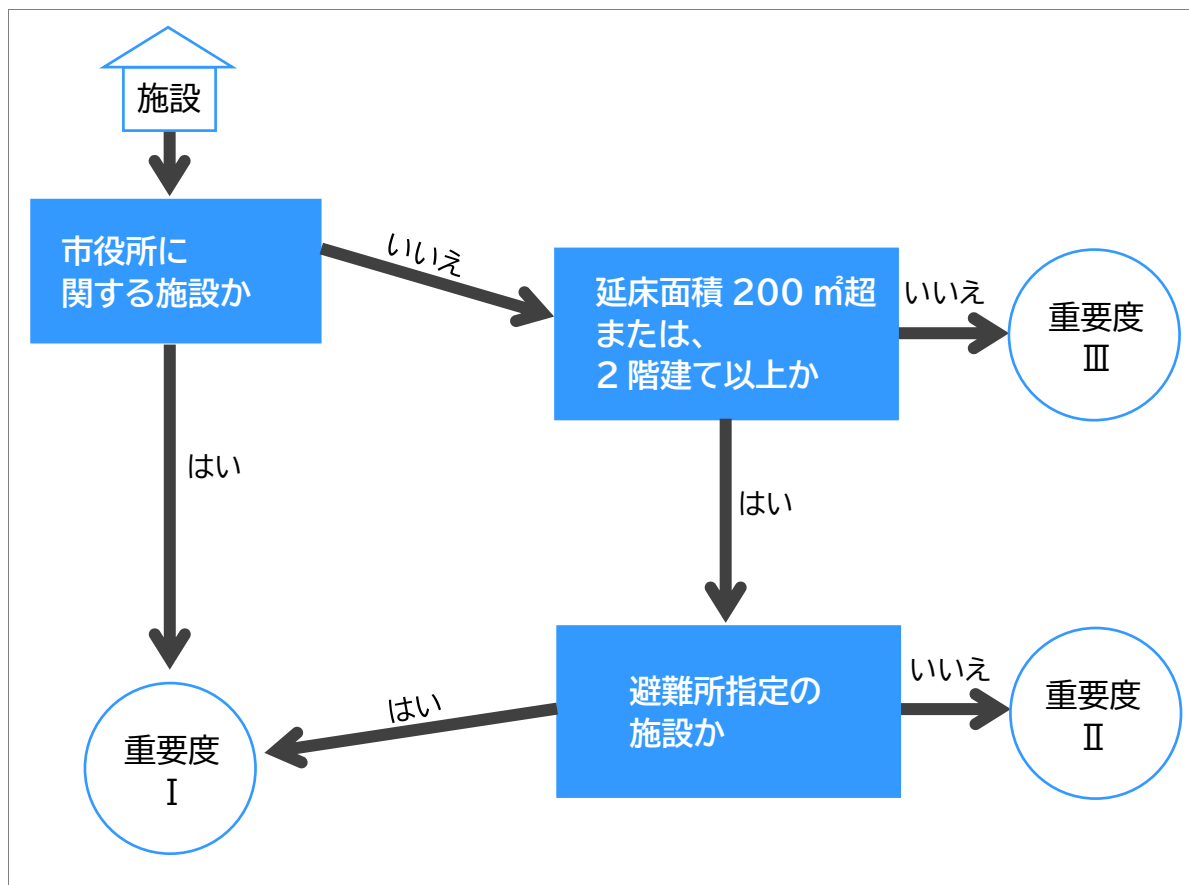 施設
市役所に
関する施設か
いいえ
延床面積 200 ㎡超
または、
2 階建て以上か
いいえ
重要度
Ⅲ
はい
はい
避難所指定の
施設か
いいえ
重要度
Ⅱ
はい
重要度
Ⅰ